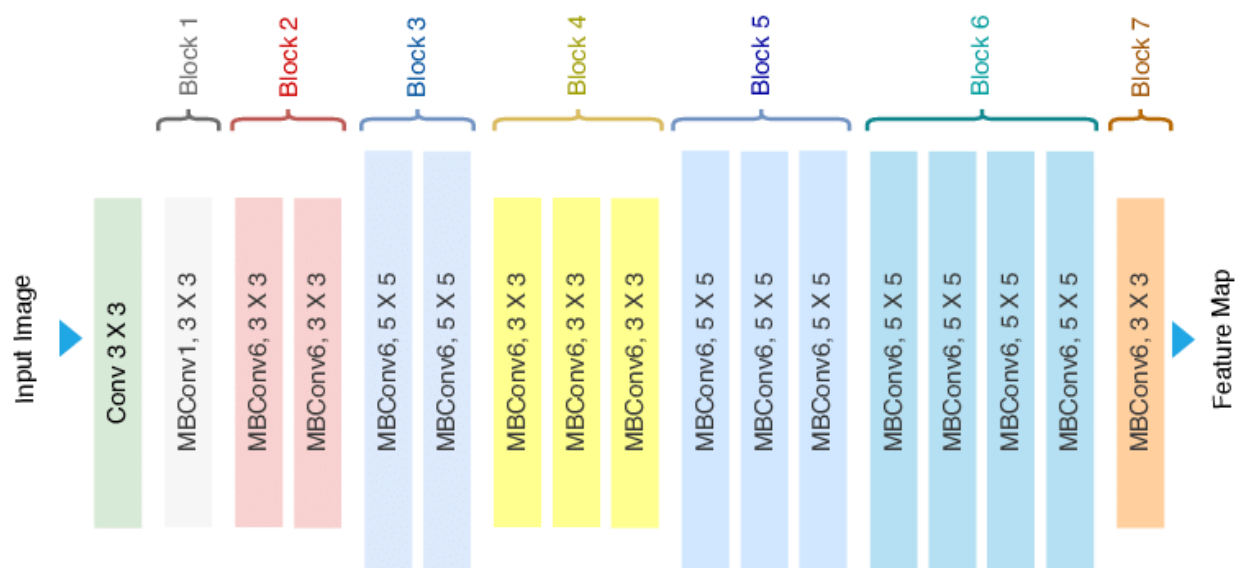 Block 1
Block 2
Block 3
Block 4
Block 5
Block 6
Block 7
Input Image
Conv 3 X 3
MBConv1, 3 X 3
MBConv6, 3 X 3
MBConv6, 3 X 3
MBConv6, 5 X 5
MBConv6, 5 X 5
MBConv6, 3 X 3
MBConv6, 3 X 3
MBConv6, 3 X 3
MBConv6, 5 X 5
MBConv6, 5 X 5
MBConv6, 5 X 5
MBConv6, 5 X 5
MBConv6, 5 X 5
MBConv6, 5 X 5
MBConv6, 5 X 5
MBConv6, 3 X 3
Feature Map